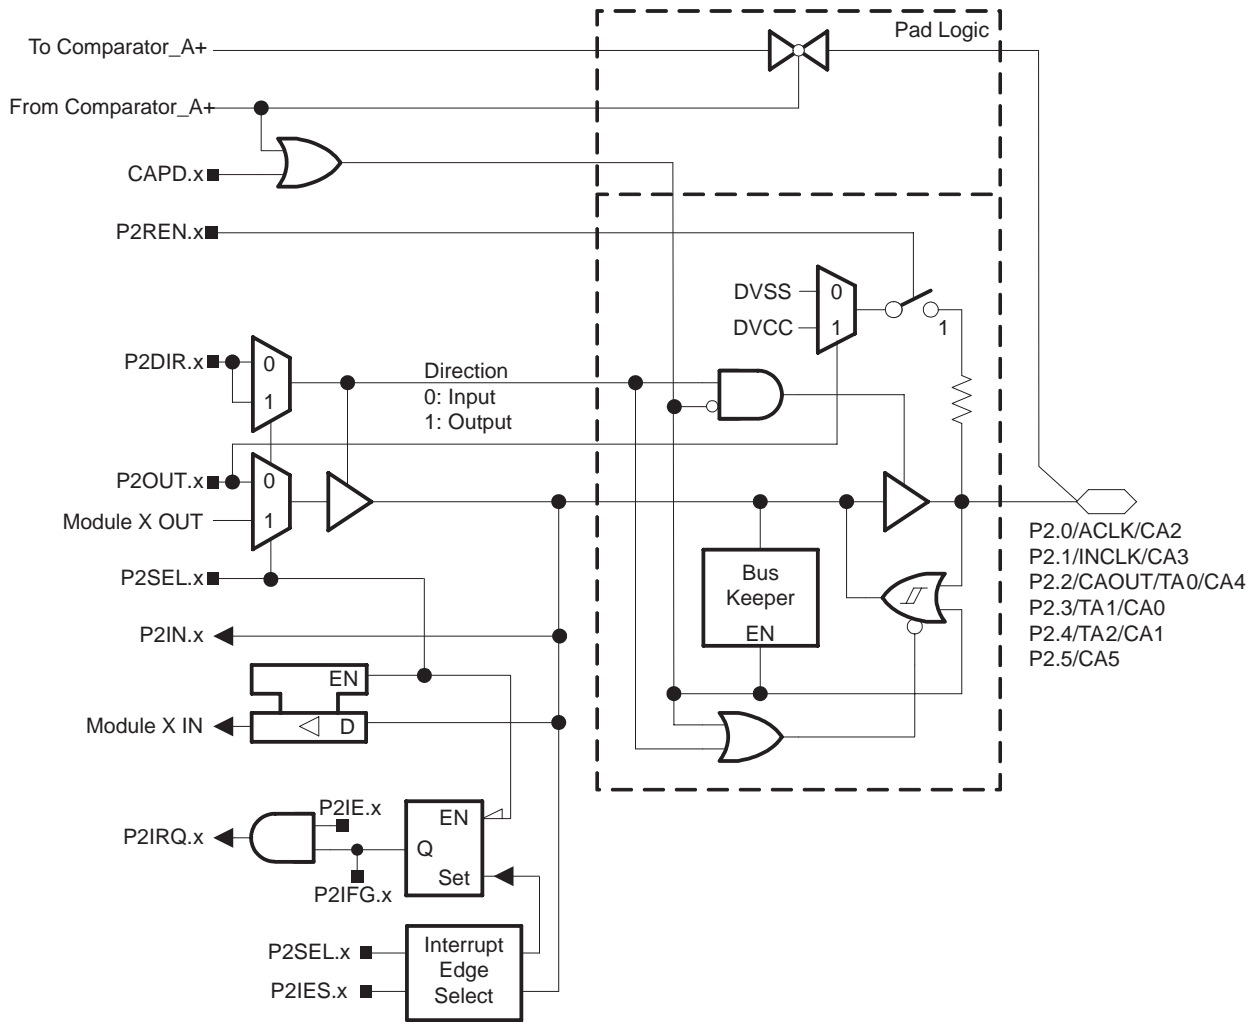 Pad Logic
To Comparator_A+
From Comparator_A+
CAPD.x
P2REN.x
DVSS
0
DVCC
1
1
P2DIR.x
0
1
Direction
0: Input
1: Output
P2OUT.x
0
Module X OUT
1
P2SEL.x
Bus
Keeper
EN
P2.0/ACLK/CA2
P2.1/INCLK/CA3
P2.2/CAOUT/TA0/CA4
P2.3/TA1/CA0
P2.4/TA2/CA1
P2.5/CA5
P2IN.x
EN
Module X IN
D
P2IE.x
P2IRQ.x
EN
Q
Set
P2IFG.x
P2SEL.x
P2IES.x
Interrupt
Edge
Select